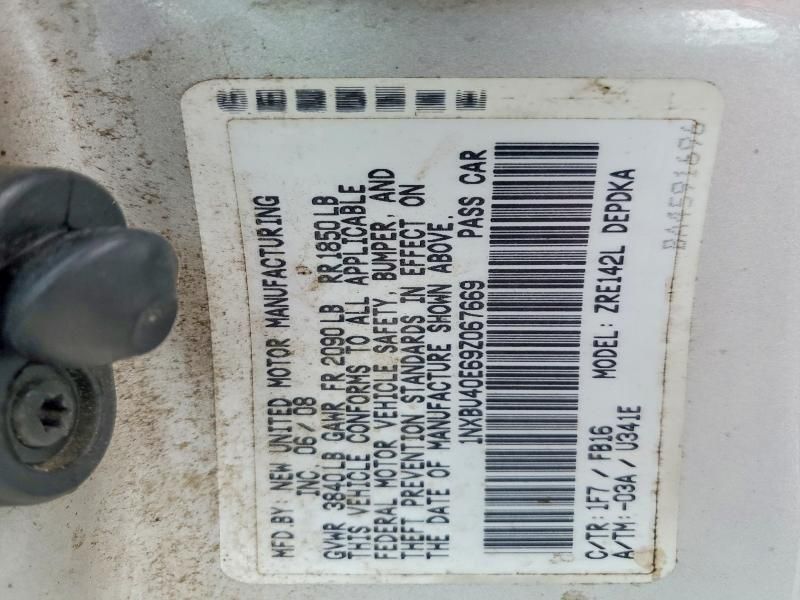 MFD.BY NEW UNITED MOTOR MANUFACTURING
INC. 06/08
GVWR 3840LB GAWR FR 2090LB RR1850LB
THIS VEHICLE CONFORMS TO ALL APPLICABLE
FEDERAL MOTOR VEHICLE SAFETY, BUMPER, AND
THEFT PREVENTION STANDARDS IN EFFECT ON
THE DATE OF MANUFACTURE SHOWN ABOVE.
1NXBU40E69Z067669 PASS CAR
C/TR:1F7 / FB16 MODEL: ZRE142L DEPDKA
A/TM:-03A / U341E